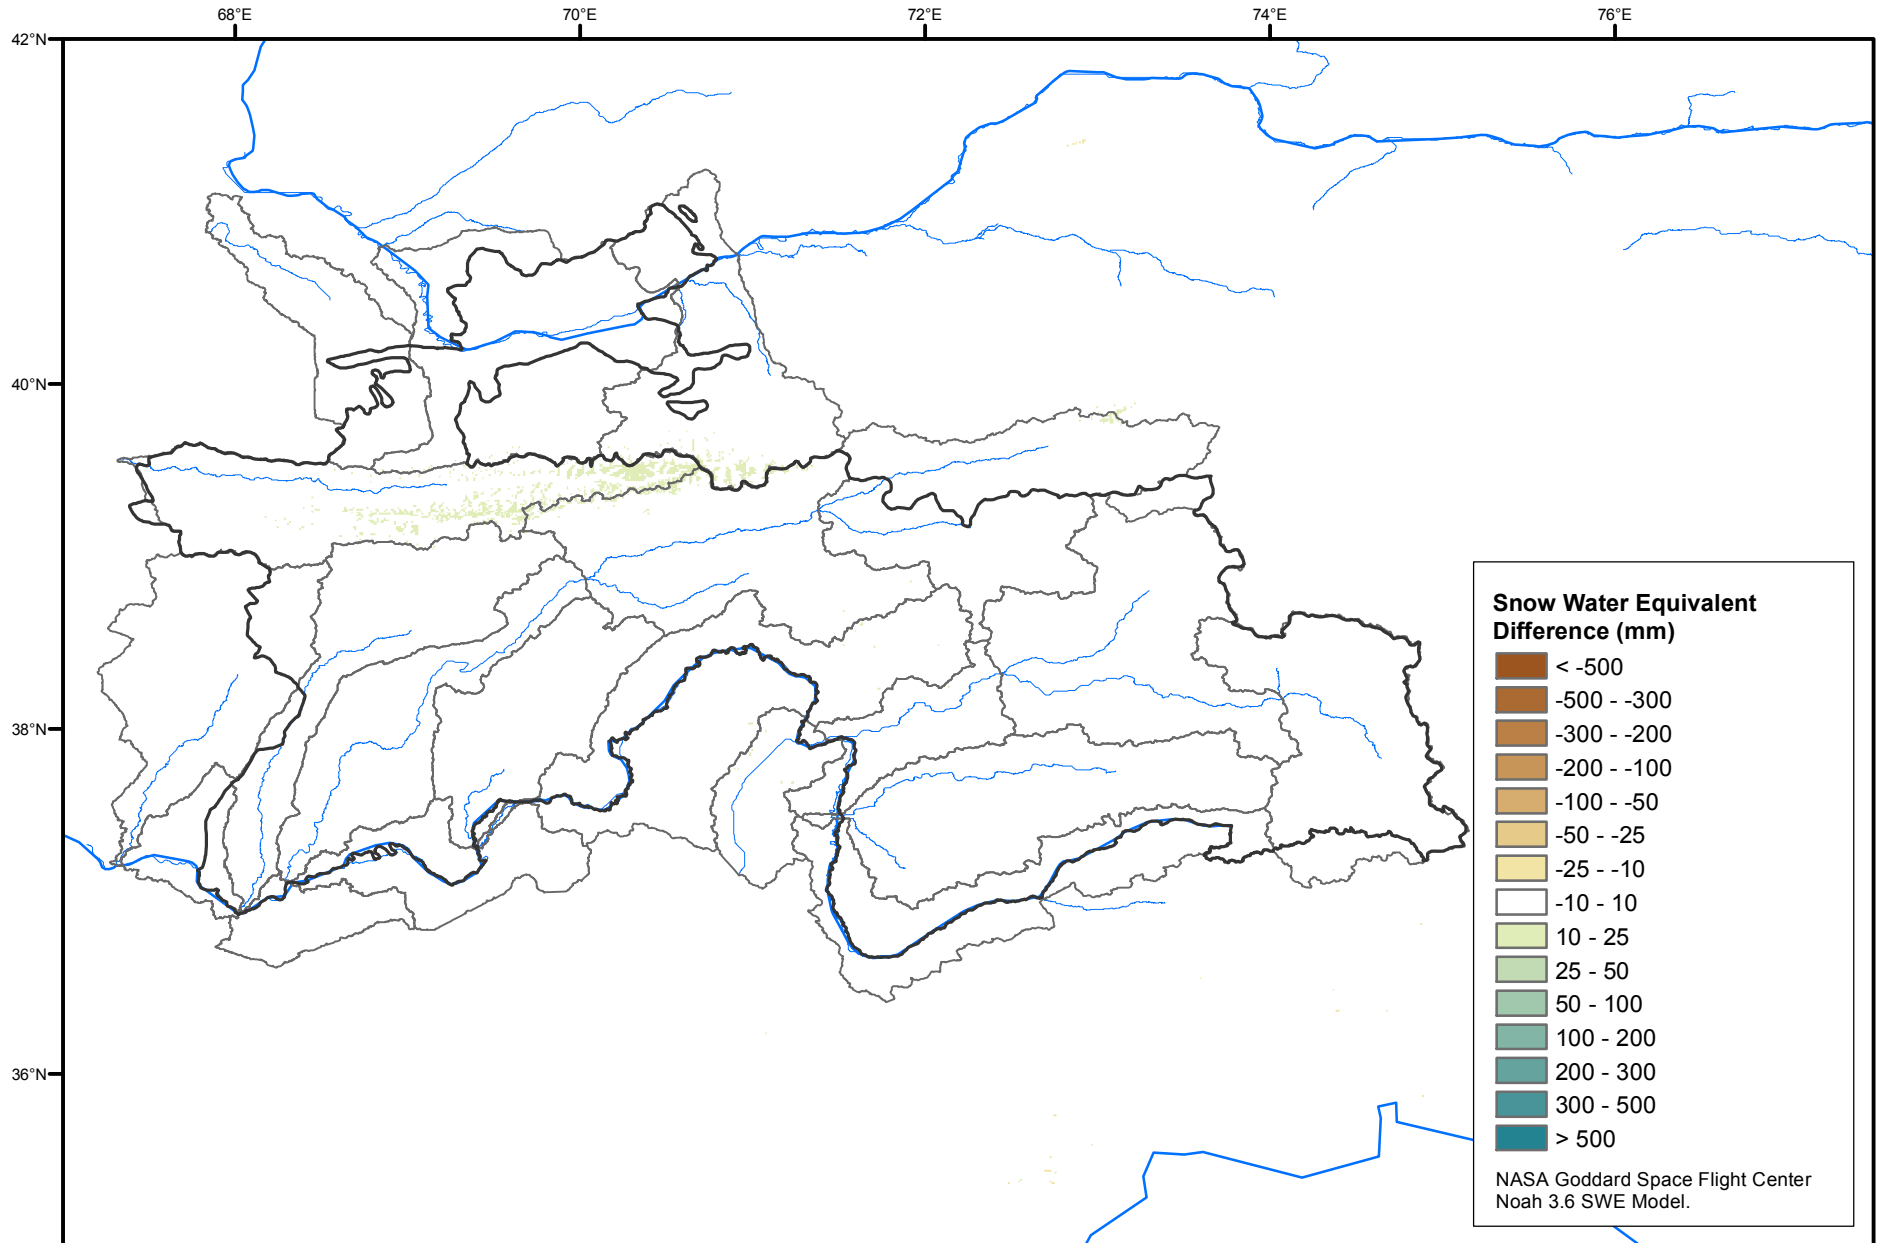 68°E 70°E 72°E 74°E 76°E
42°N
40°N
38°N
36°N
Snow Water Equivalent
Difference (mm)
< -500
-500 - -300
-300 - -200
-200 - -100
-100 - -50
-50 - -25
-25 - -10
-10 - 10
10 - 25
25 - 50
50 - 100
100 - 200
200 - 300
300 - 500
> 500
NASA Goddard Space Flight Center
Noah 3.6 SWE Model.